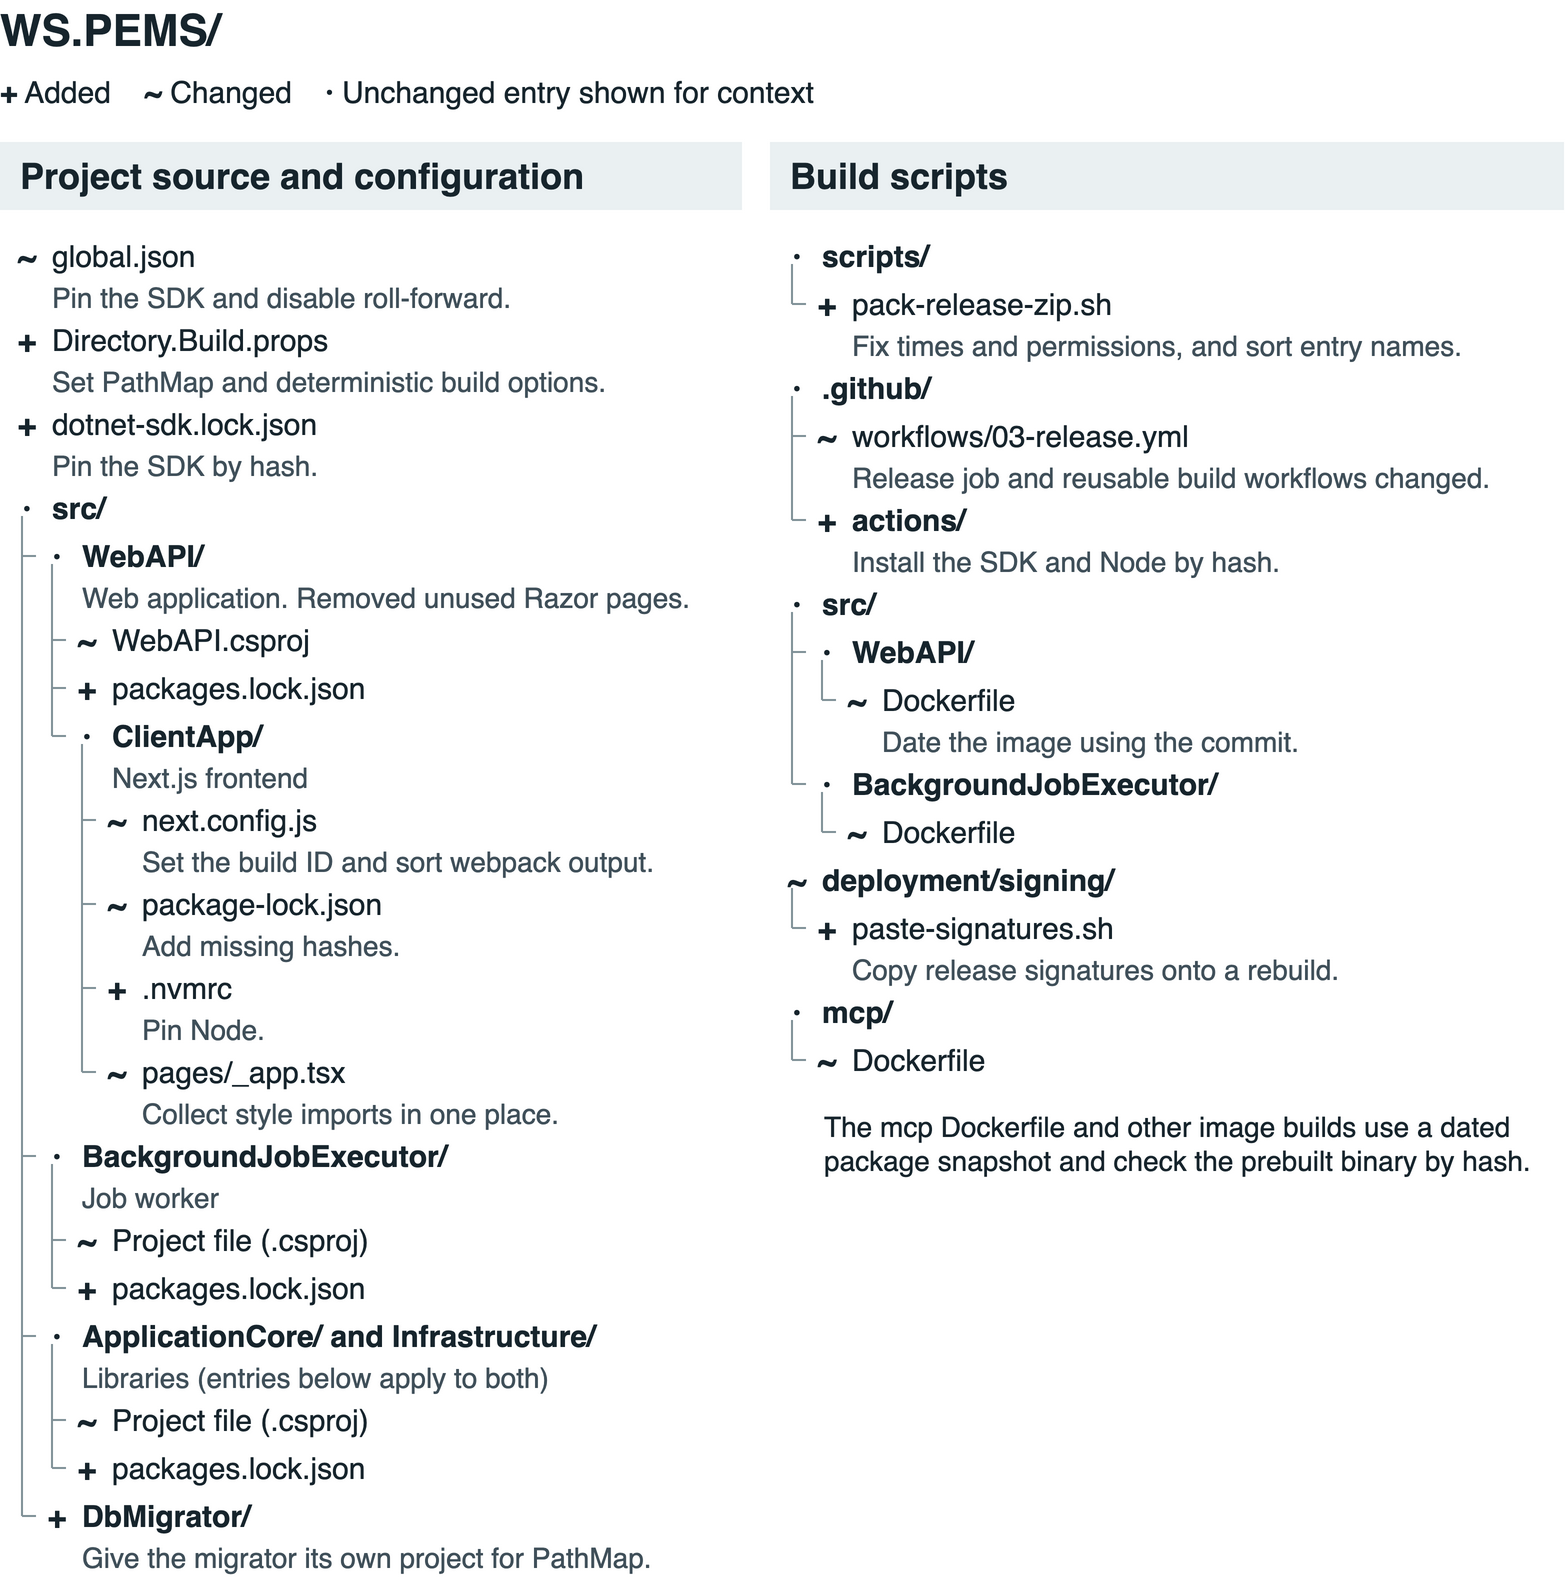 WS.PEMS/
+ Added ~ Changed · Unchanged entry shown for context
Project source and configuration
~ global.json
Pin the SDK and disable roll-forward.
+ Directory.Build.props
Set PathMap and deterministic build options.
+ dotnet-sdk.lock.json
Pin the SDK by hash.
· src/
· WebAPI/
Web application. Removed unused Razor pages.
~ WebAPI.csproj
+ packages.lock.json
· ClientApp/
Next.js frontend
~ next.config.js
Set the build ID and sort webpack output.
~ package-lock.json
Add missing hashes.
+ .nvmrc
Pin Node.
~ pages/_app.tsx
Collect style imports in one place.
· BackgroundJobExecutor/
Job worker
~ Project file (.csproj)
+ packages.lock.json
· ApplicationCore/ and Infrastructure/
Libraries (entries below apply to both)
~ Project file (.csproj)
+ packages.lock.json
+ DbMigrator/
Give the migrator its own project for PathMap.
Build scripts
· scripts/
+ pack-release-zip.sh
Fix times and permissions, and sort entry names.
· .github/
~ workflows/03-release.yml
Release job and reusable build workflows changed.
+ actions/
Install the SDK and Node by hash.
· src/
· WebAPI/
~ Dockerfile
Date the image using the commit.
· BackgroundJobExecutor/
~ Dockerfile
~ deployment/signing/
+ paste-signatures.sh
Copy release signatures onto a rebuild.
· mcp/
~ Dockerfile
The mcp Dockerfile and other image builds use a dated
package snapshot and check the prebuilt binary by hash.